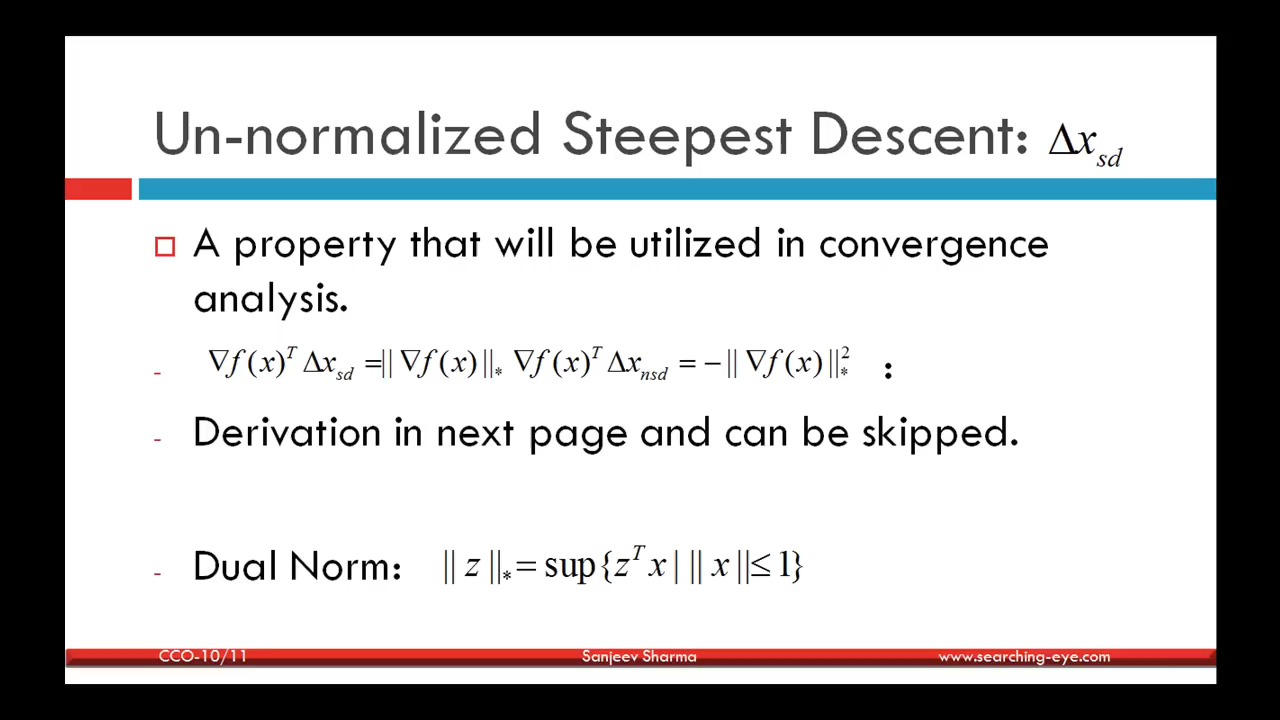 Un-normalized Steepest Descent: Δx_sd
□ A property that will be utilized in convergence
analysis.
- ∇f(x)^T Δx_sd = || ∇f(x) ||_* ∇f(x)^T Δx_nsd = − || ∇f(x) ||_*^2 :
- Derivation in next page and can be skipped.
- Dual Norm: || z ||_* = sup{z^T x | || x || ≤ 1}
CCO-10/11 Sanjeev Sharma www.searching-eye.com